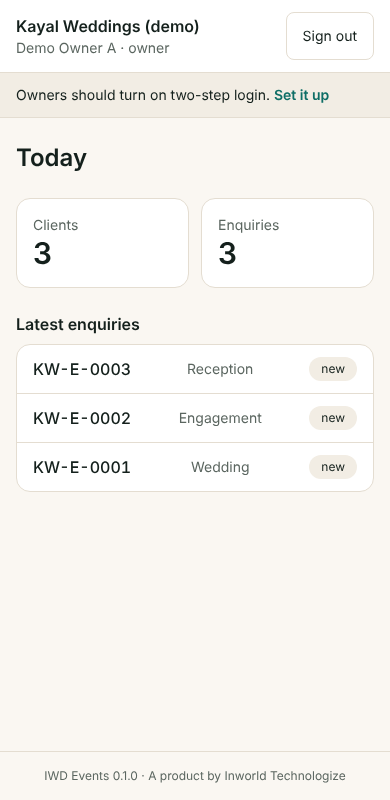 Kayal Weddings (demo)
Demo Owner A · owner
Sign out
Owners should turn on two-step login. Set it up
Today
Clients
3
Enquiries
3
Latest enquiries
KW-E-0003 Reception new
KW-E-0002 Engagement new
KW-E-0001 Wedding new
IWD Events 0.1.0 · A product by Inworld Technologize